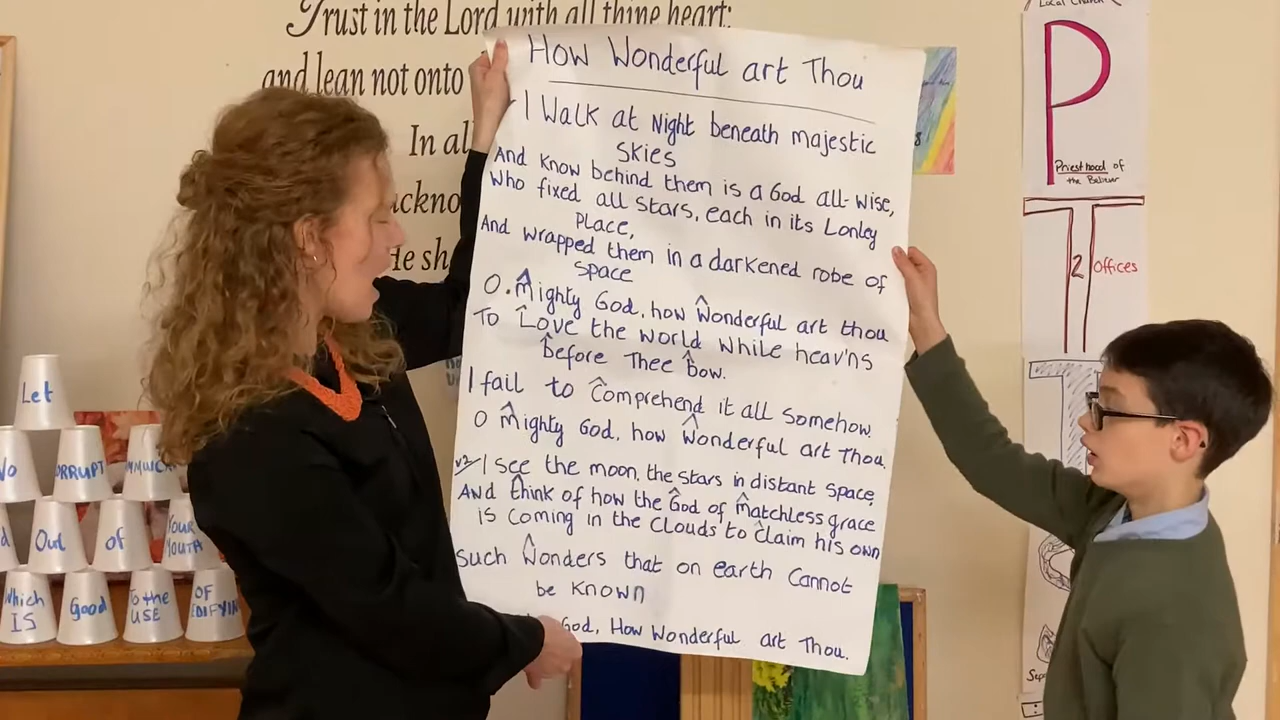 Trust in the Lord with all thine heart:
and lean not onto
In all
He
How Wonderful art Thou
I Walk at Night beneath majestic
Skies
And know behind them is a God all-wise,
who fixed all stars, each in its Lonley
Place,
And wrapped them in a darkened robe of
Space
O. Mighty God, how wonderful art thou
To Love the world while heav'ns
before Thee bow.
I fail to Comprehend it all somehow.
O Mighty God, how Wonderful art Thou.
v2 I see the moon, the stars in distant space,
And think of how the God of matchless grace
is Coming in the Clouds to claim his own
such Wonders that on earth Cannot
be known
God, How Wonderful art Thou.
Local Church
P
Priesthood of
the Believer
T
2 Offices
Let
No
Out of YOUR
YOUTH
Which
IS
Good
To the
USE
OF